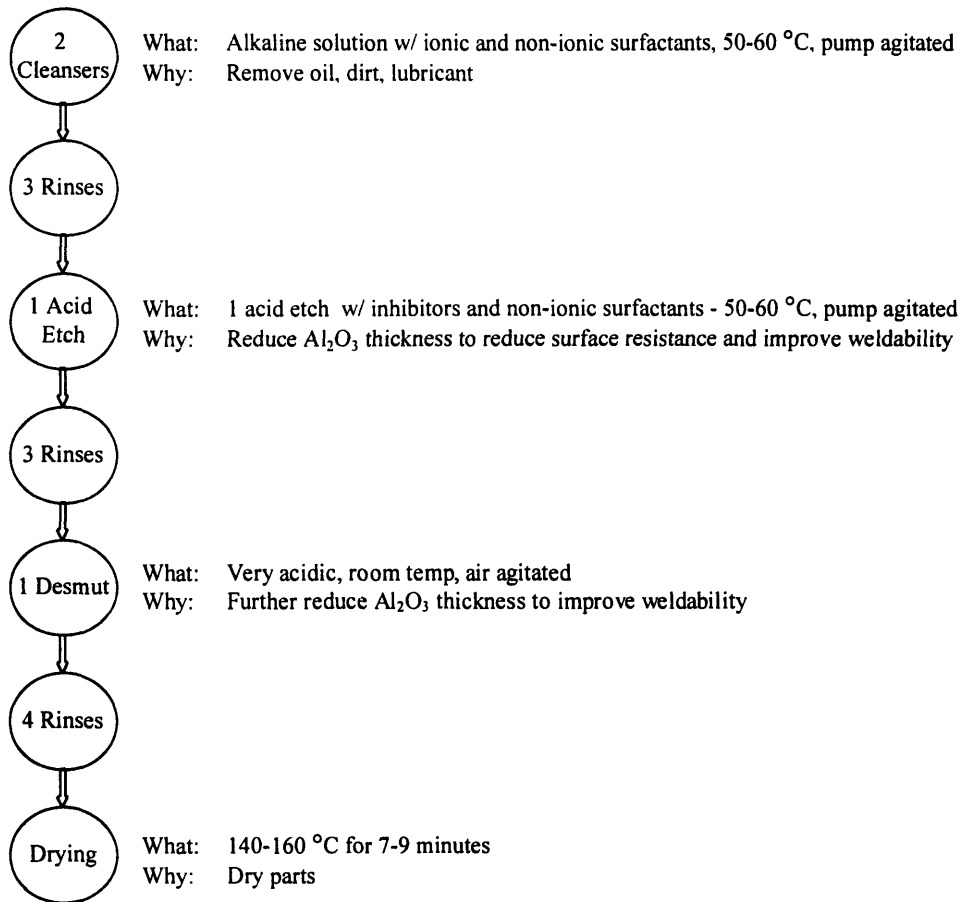 2
Cleansers
What: Alkaline solution w/ ionic and non-ionic surfactants, 50-60 °C, pump agitated
Why: Remove oil, dirt, lubricant
3 Rinses
1 Acid
Etch
What: 1 acid etch w/ inhibitors and non-ionic surfactants - 50-60 °C, pump agitated
Why: Reduce Al₂O₃ thickness to reduce surface resistance and improve weldability
3 Rinses
1 Desmut
What: Very acidic, room temp, air agitated
Why: Further reduce Al₂O₃ thickness to improve weldability
4 Rinses
Drying
What: 140-160 °C for 7-9 minutes
Why: Dry parts